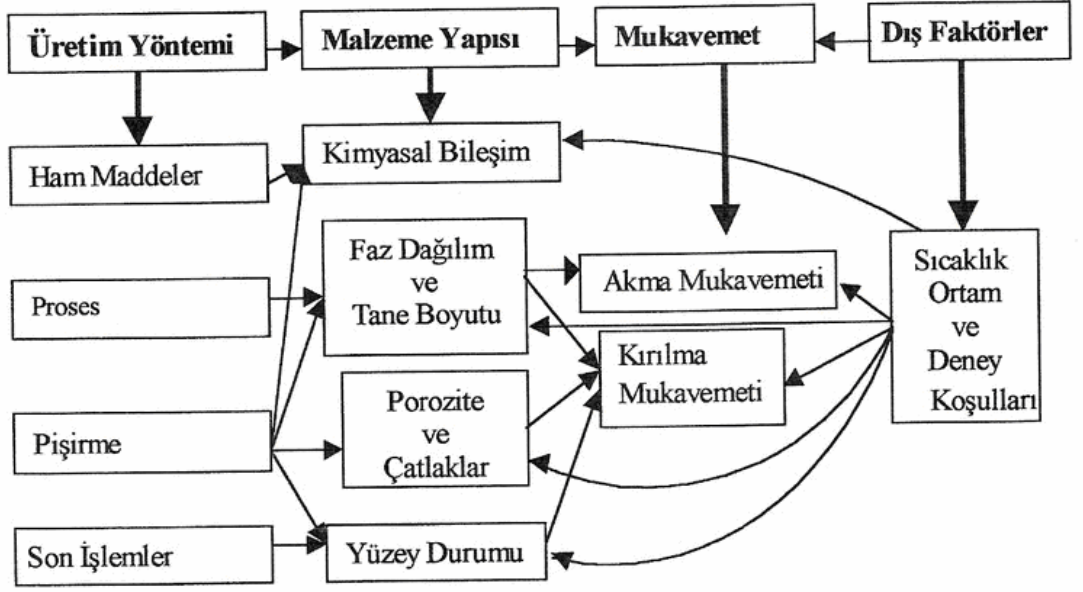 Üretim Yöntemi
Malzeme Yapısı
Mukavemet
Dış Faktörler
Ham Maddeler
Kimyasal Bileşim
Proses
Faz Dağılım
ve
Tane Boyutu
Akma Mukavemeti
Sıcaklık
Ortam
ve
Deney
Koşulları
Kırılma
Mukavemeti
Pişirme
Porozite
ve
Çatlaklar
Son İşlemler
Yüzey Durumu